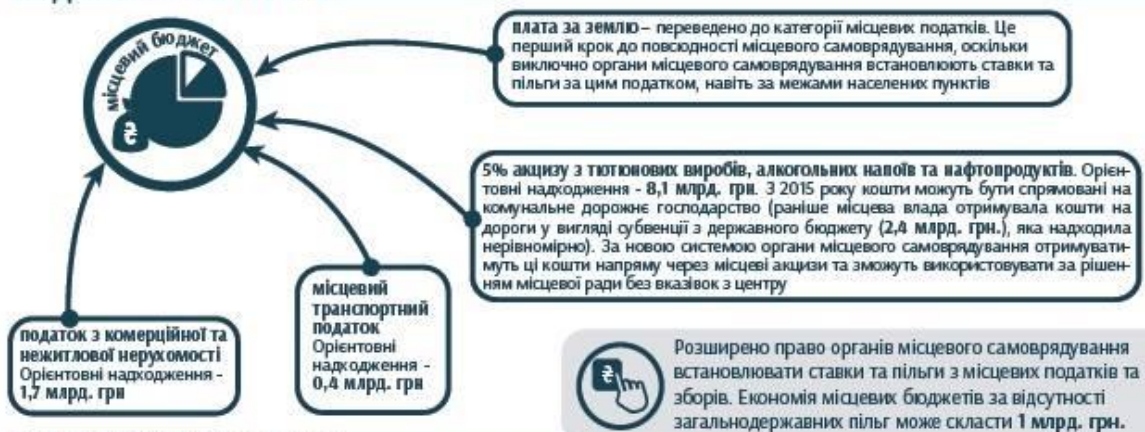 місцевий бюджет
₴
плата за землю – переведено до категорії місцевих податків. Це
перший крок до повсюдності місцевого самоврядування, оскільки
виключно органи місцевого самоврядування встановлюють ставки та
пільги за цим податком, навіть за межами населених пунктів
5% акцизу з тютюнових виробів, алкогольних напоїв та нафтопродуктів. Орієн-
товні надходження - 8,1 млрд. грн. З 2015 року кошти можуть бути спрямовані на
комунальне дорожнє господарство (раніше місцева влада отримувала кошти на
дороги у вигляді субвенції з державного бюджету (2,4 млрд. грн.), яка надходила
нерівномірно). За новою системою органи місцевого самоврядування отримувати-
муть ці кошти напряму через місцеві акцизи та зможуть використовувати за рішен-
ням місцевої ради без вказівок з центру
місцевий
транспортний
податок
Орієнтовні
надходження -
0,4 млрд. грн
податок з комерційної та
нежитлової нерухомості
Орієнтовні надходження -
1,7 млрд. грн
₴
Розширено право органів місцевого самоврядування
встановлювати ставки та пільги з місцевих податків та
зборів. Економія місцевих бюджетів за відсутності
загальнодержавних пільг може скласти 1 млрд. грн.